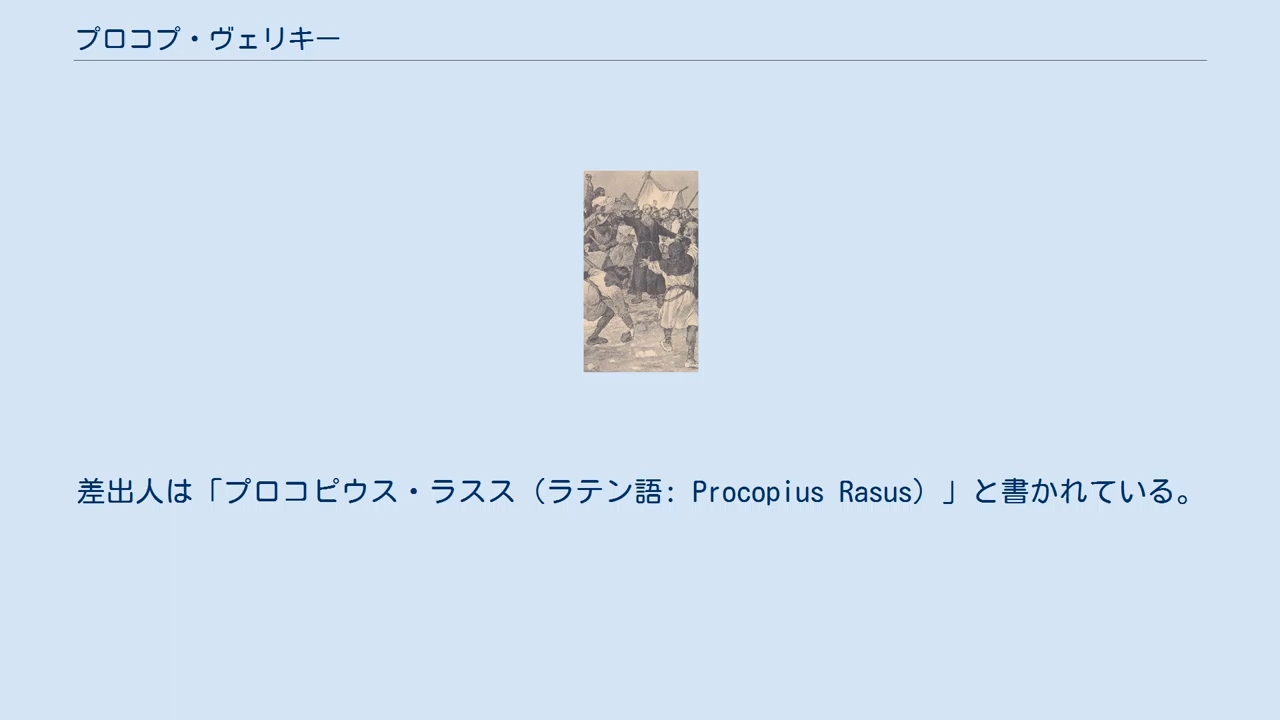 プロコプ・ヴェリキー
差出人は「プロコピウス・ラスス（ラテン語: Procopius Rasus）」と書かれている。